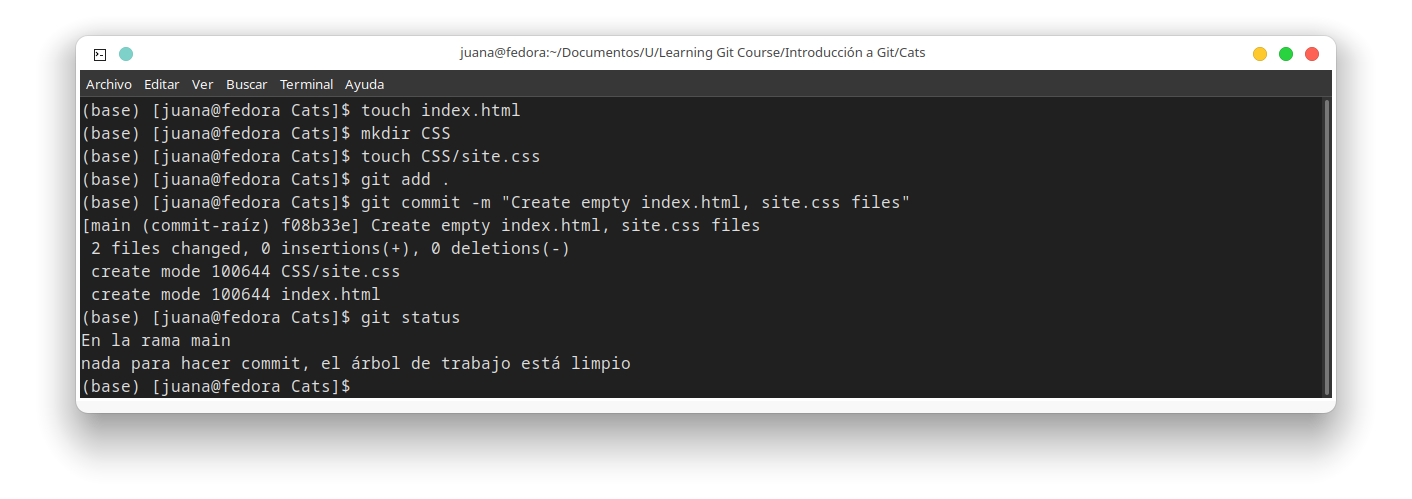 juana@fedora:~/Documentos/U/Learning Git Course/Introducción a Git/Cats
Archivo Editar Ver Buscar Terminal Ayuda
(base) [juana@fedora Cats]$ touch index.html
(base) [juana@fedora Cats]$ mkdir CSS
(base) [juana@fedora Cats]$ touch CSS/site.css
(base) [juana@fedora Cats]$ git add .
(base) [juana@fedora Cats]$ git commit -m "Create empty index.html, site.css files"
[main (commit-raíz) f08b33e] Create empty index.html, site.css files
 2 files changed, 0 insertions(+), 0 deletions(-)
 create mode 100644 CSS/site.css
 create mode 100644 index.html
(base) [juana@fedora Cats]$ git status
En la rama main
nada para hacer commit, el árbol de trabajo está limpio
(base) [juana@fedora Cats]$